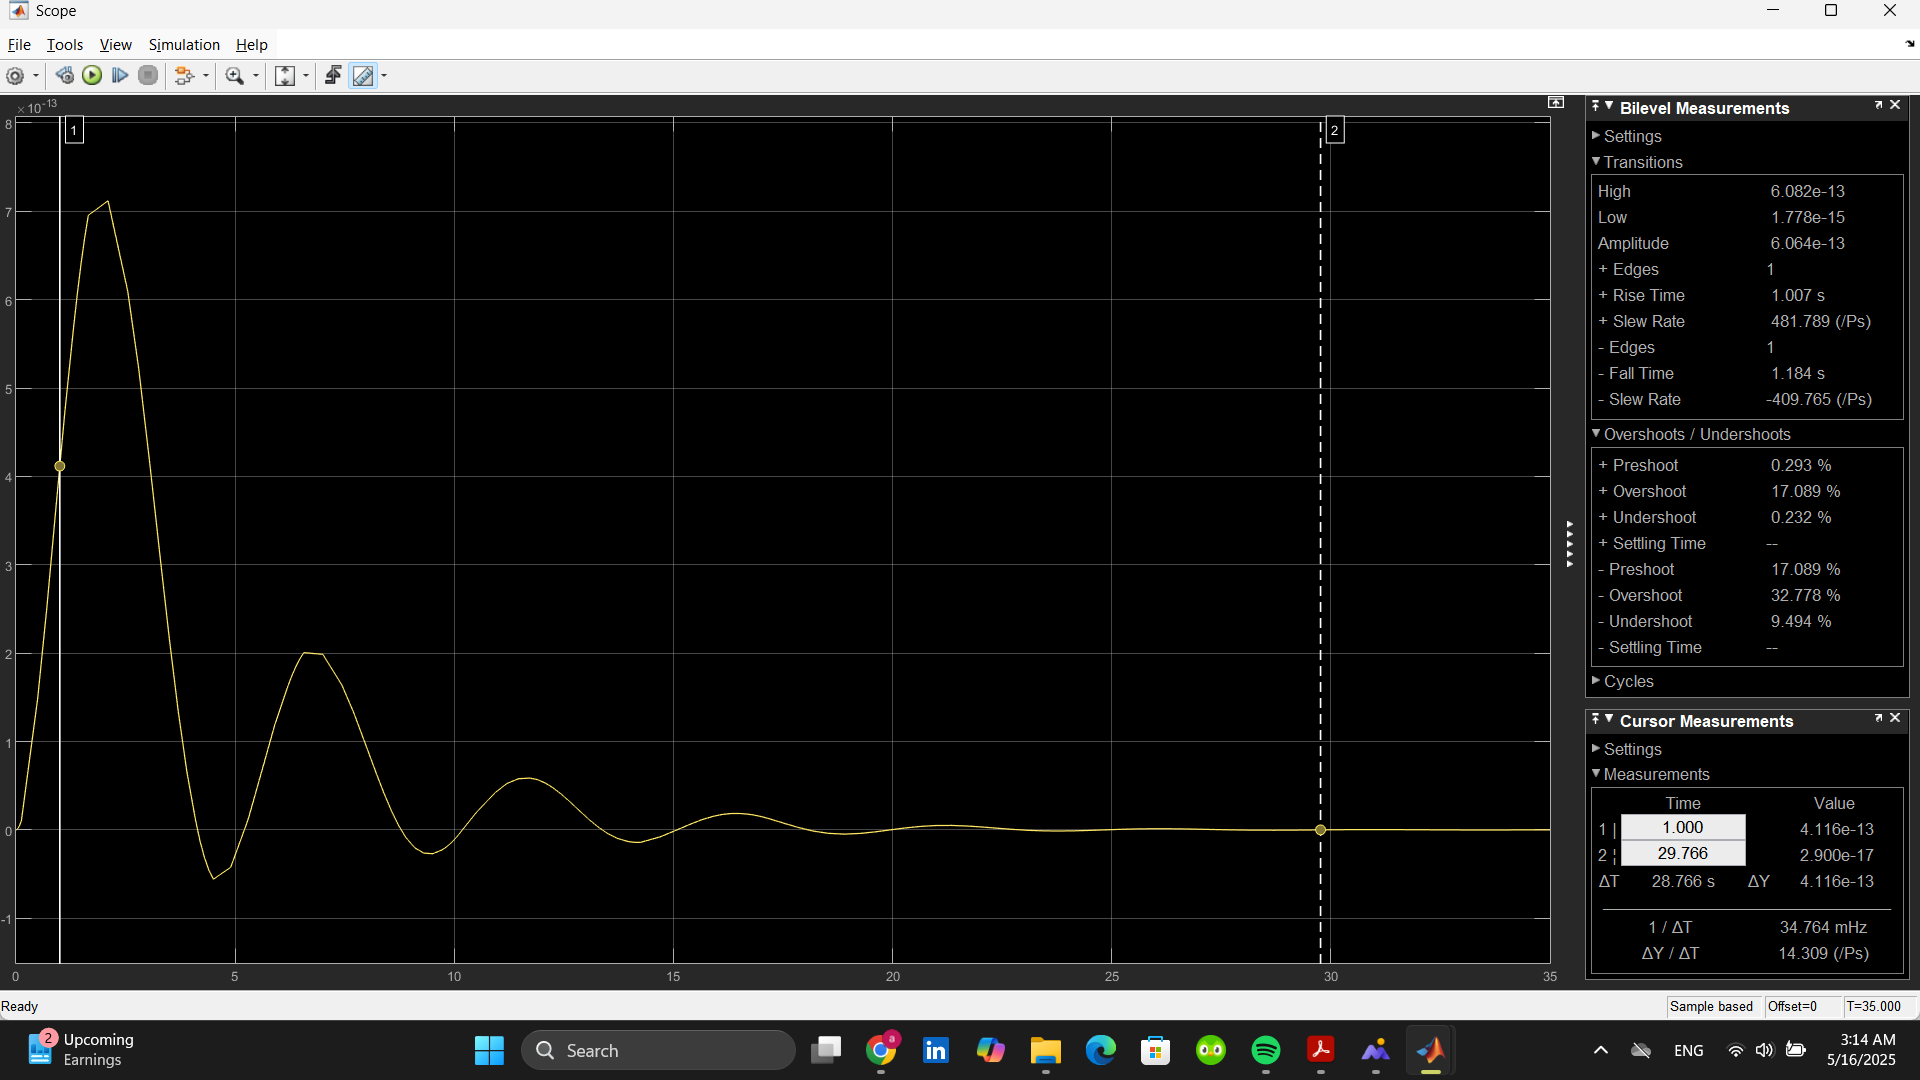 Scope
File Tools View Simulation Help
×10-13
8
7
6
5
4
3
2
1
0
-1
1
2
0 5 10 15 20 25 30 35
Bilevel Measurements
Settings
Transitions
High 6.082e-13
Low 1.778e-15
Amplitude 6.064e-13
+ Edges 1
+ Rise Time 1.007 s
+ Slew Rate 481.789 (/Ps)
- Edges 1
- Fall Time 1.184 s
- Slew Rate -409.765 (/Ps)
Overshoots / Undershoots
+ Preshoot 0.293 %
+ Overshoot 17.089 %
+ Undershoot 0.232 %
+ Settling Time --
- Preshoot 17.089 %
- Overshoot 32.778 %
- Undershoot 9.494 %
- Settling Time --
Cycles
Cursor Measurements
Settings
Measurements
Time Value
1 | 1.000 4.116e-13
2 ¦ 29.766 2.900e-17
ΔT 28.766 s ΔY 4.116e-13
1 / ΔT 34.764 mHz
ΔY / ΔT 14.309 (/Ps)
Ready
Sample based Offset=0 T=35.000
2
Upcoming
Earnings
Search
a
in
ENG
3:14 AM
5/16/2025